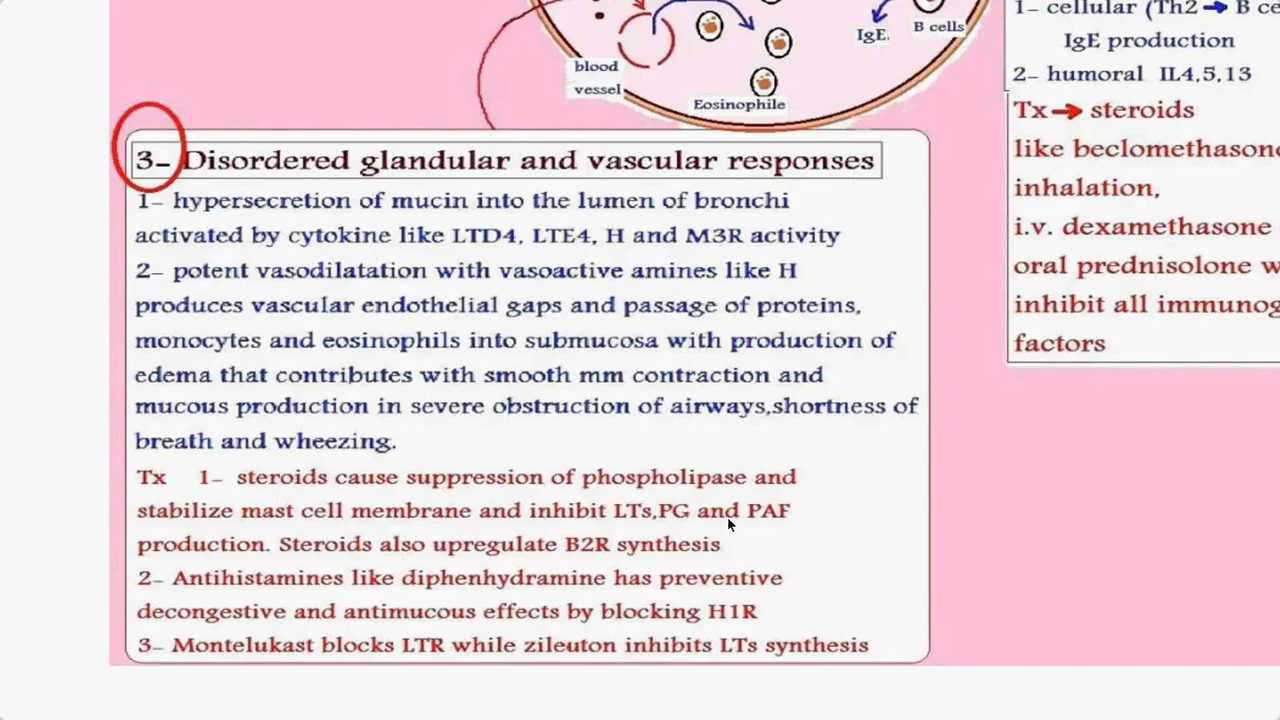 1- cellular (Th2 → B ce
IgE production
2- humoral IL4,5,13
Tx → steroids
like beclomethasone
inhalation,
i.v. dexamethasone
oral prednisolone w
inhibit all immunog
factors
blood
vessel
Eosinophile
IgE.
B cells
3- Disordered glandular and vascular responses
1- hypersecretion of mucin into the lumen of bronchi
activated by cytokine like LTD4, LTE4, H and M3R activity
2- potent vasodilatation with vasoactive amines like H
produces vascular endothelial gaps and passage of proteins,
monocytes and eosinophils into submucosa with production of
edema that contributes with smooth mm contraction and
mucous production in severe obstruction of airways,shortness of
breath and wheezing.
Tx 1- steroids cause suppression of phospholipase and
stabilize mast cell membrane and inhibit LTs,PG and PAF
production. Steroids also upregulate B2R synthesis
2- Antihistamines like diphenhydramine has preventive
decongestive and antimucous effects by blocking H1R
3- Montelukast blocks LTR while zileuton inhibits LTs synthesis